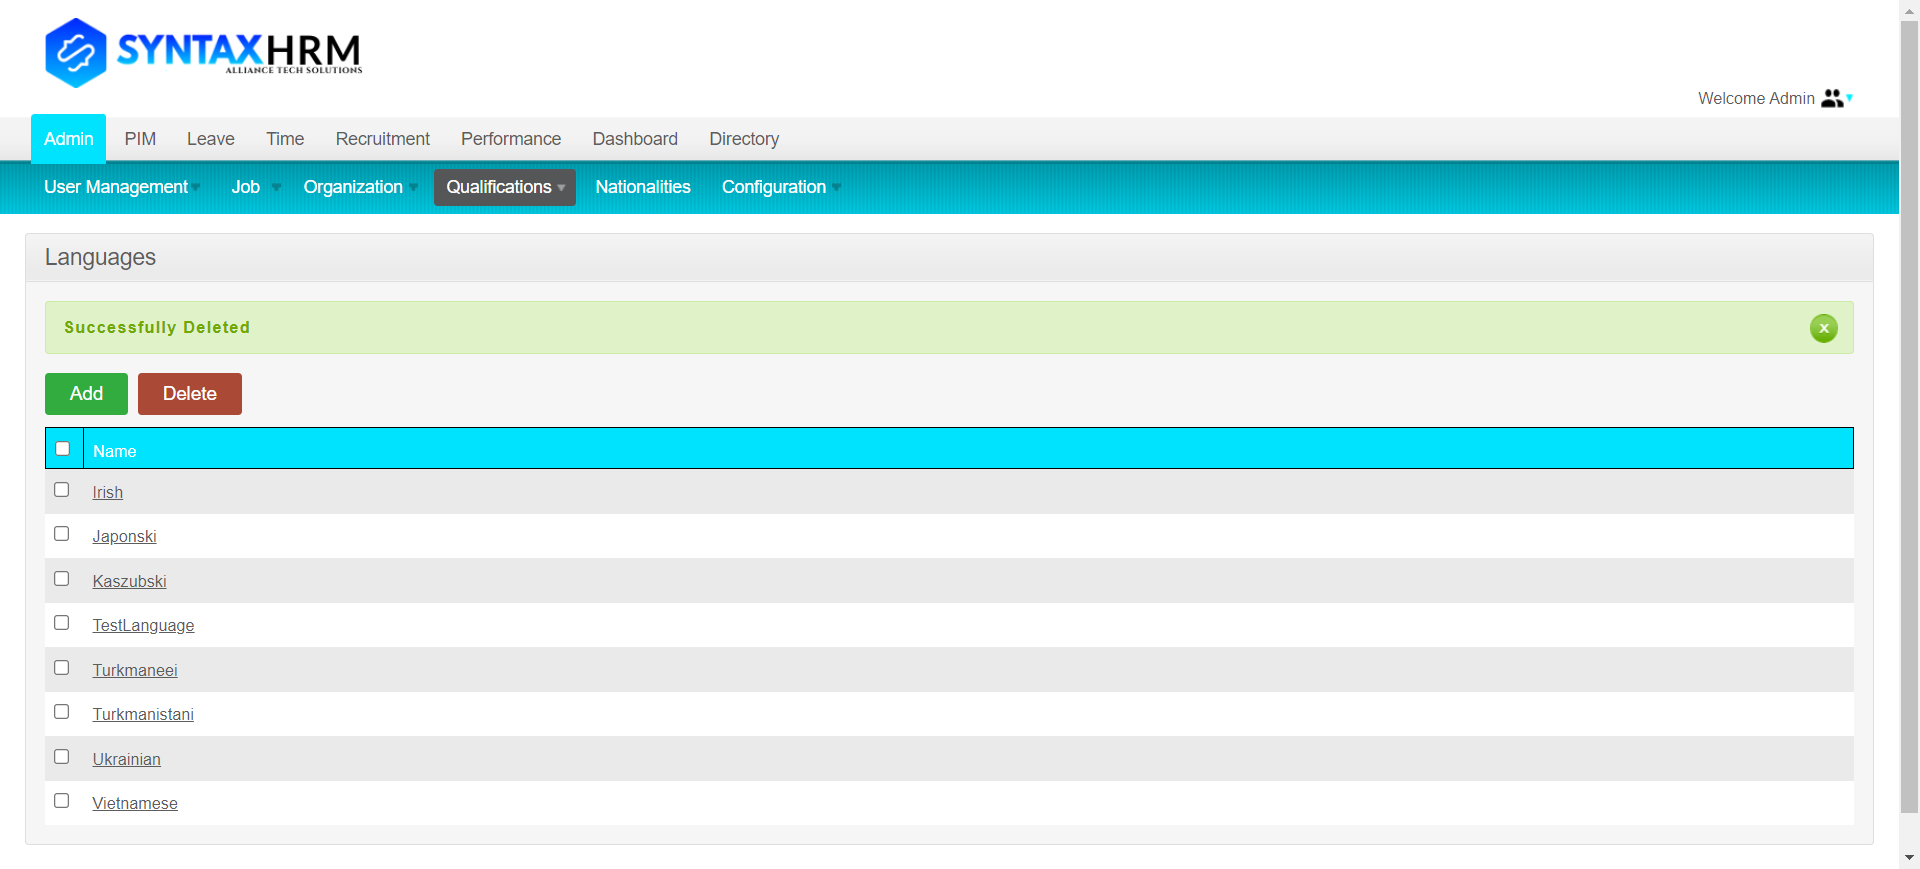 SYNTAXHRM
ALLIANCE TECH SOLUTIONS
Welcome Admin
Admin PIM Leave Time Recruitment Performance Dashboard Directory
User Management Job Organization Qualifications Nationalities Configuration
Languages
Successfully Deleted
x
Add Delete
Name
Irish
Japonski
Kaszubski
TestLanguage
Turkmaneei
Turkmanistani
Ukrainian
Vietnamese